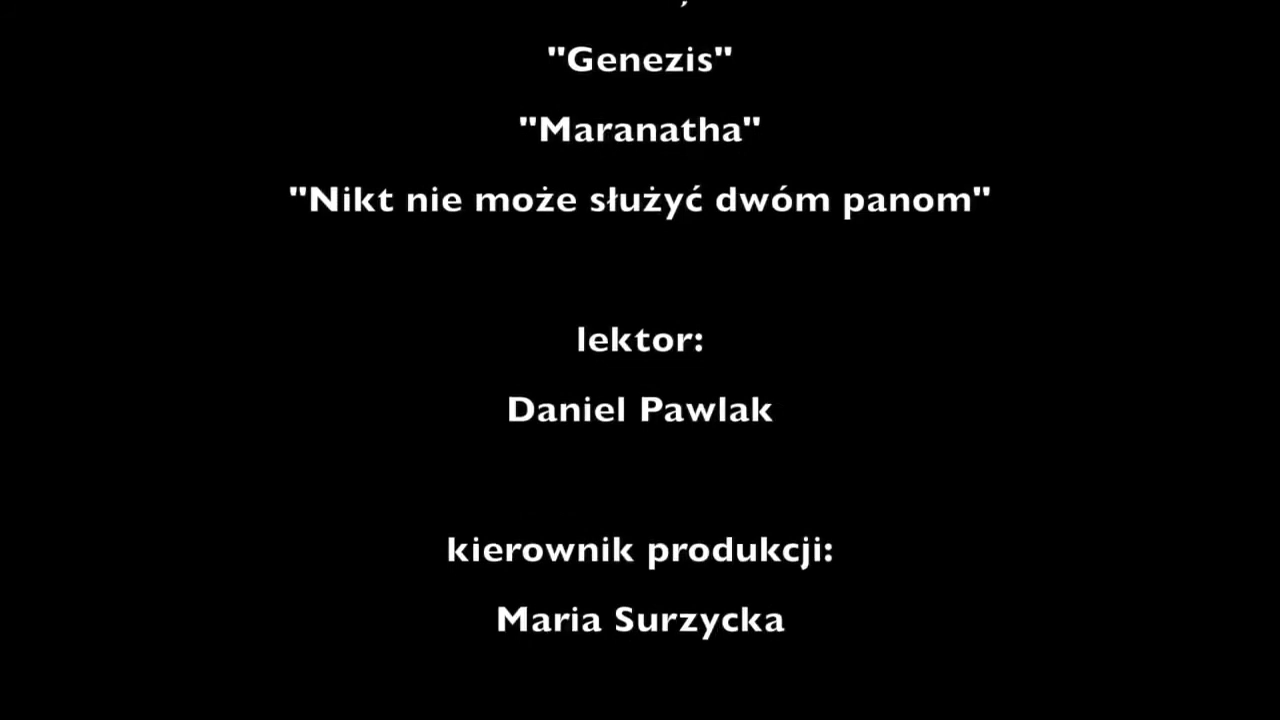 "Genezis"
"Maranatha"
"Nikt nie może służyć dwóm panom"
lektor:
Daniel Pawlak
kierownik produkcji:
Maria Surzycka